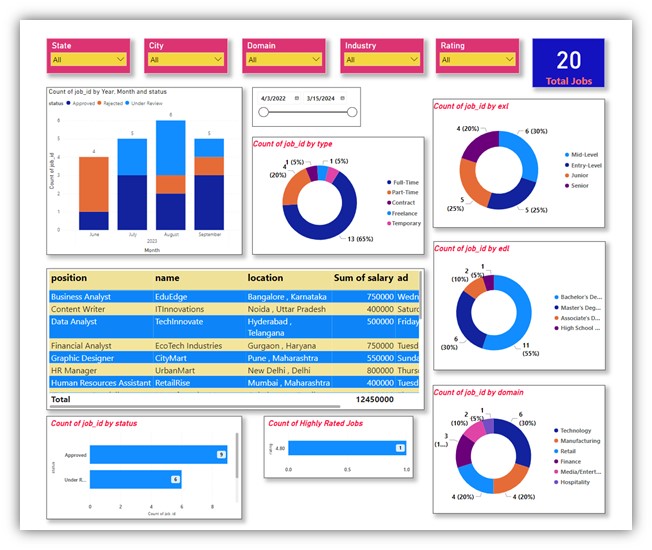 State City Domain Industry Rating
All All All All All
20
Total Jobs
Count of job_id by Year, Month and status
status Approved Rejected Under Review
Count of job_id
6
5
4
3
2
1
0
4
5
6
5
June July August September
2023
Month
4/3/2022 3/15/2024
Count of job_id by type
1 (5%)
1 (5%)
4
(20%)
13 (65%)
Full-Time
Part-Time
Contract
Freelance
Temporary
Count of job_id by exl
4 (20%)
6 (30%)
5
(25%)
5 (25%)
Mid-Level
Entry-Level
Junior
Senior
Count of job_id by edl
2
(10%)
1
(5%)
6
(30%)
11
(55%)
Bachelor's De...
Master's Deg...
Associate's D...
High School ...
position name location Sum of salary ad
Business Analyst EduEdge Bangalore , Karnataka 750000 Wedn
Content Writer ITInnovations Noida , Uttar Pradesh 400000 Saturd
Data Analyst TechInnovate Hyderabad , 500000 Friday
Telangana
Financial Analyst EcoTech Industries Gurgaon , Haryana 750000 Tuesd
Graphic Designer CityMart Pune , Maharashtra 550000 Sunda
HR Manager UrbanMart New Delhi , Delhi 800000 Thurs
Human Resources Assistant RetailRise Mumbai , Maharashtra 400000 Tuesd
Total 12450000
Count of job_id by status
status
Approved 9
Under R... 6
0 2 4 6 8
Count of job_id
Count of Highly Rated Jobs
rating
4.80 1
0.0 0.5 1.0
Count of job_id by domain
2
(10%)
1
(5%)
6
(30%)
3
(1...)
4 (20%)
4 (20%)
Technology
Manufacturing
Retail
Finance
Media/Entert...
Hospitality